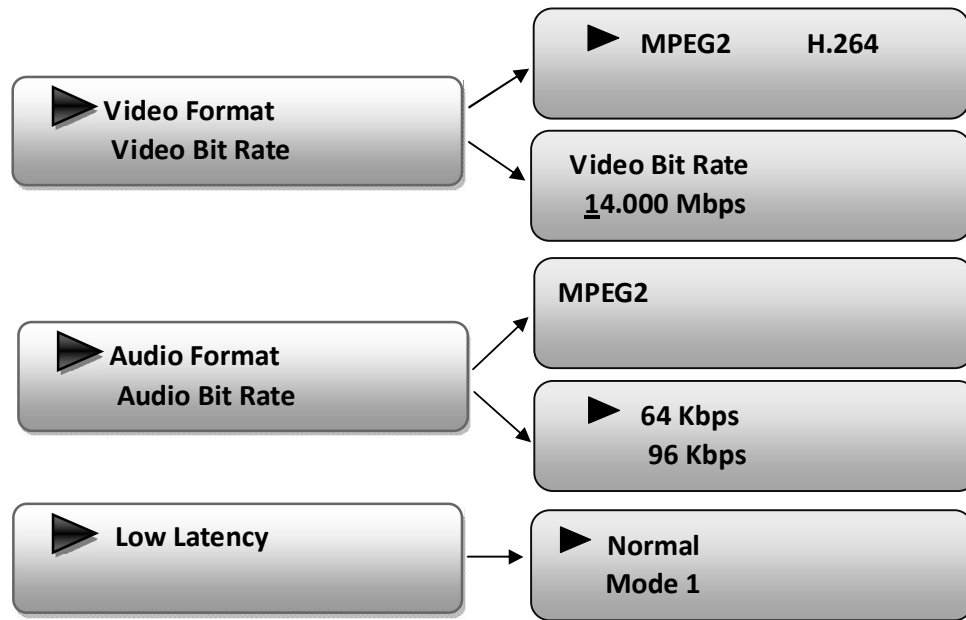 MPEG2 H.264
Video Format
Video Bit Rate
Video Bit Rate
14.000 Mbps
MPEG2
Audio Format
Audio Bit Rate
64 Kbps
96 Kbps
Low Latency
Normal
Mode 1